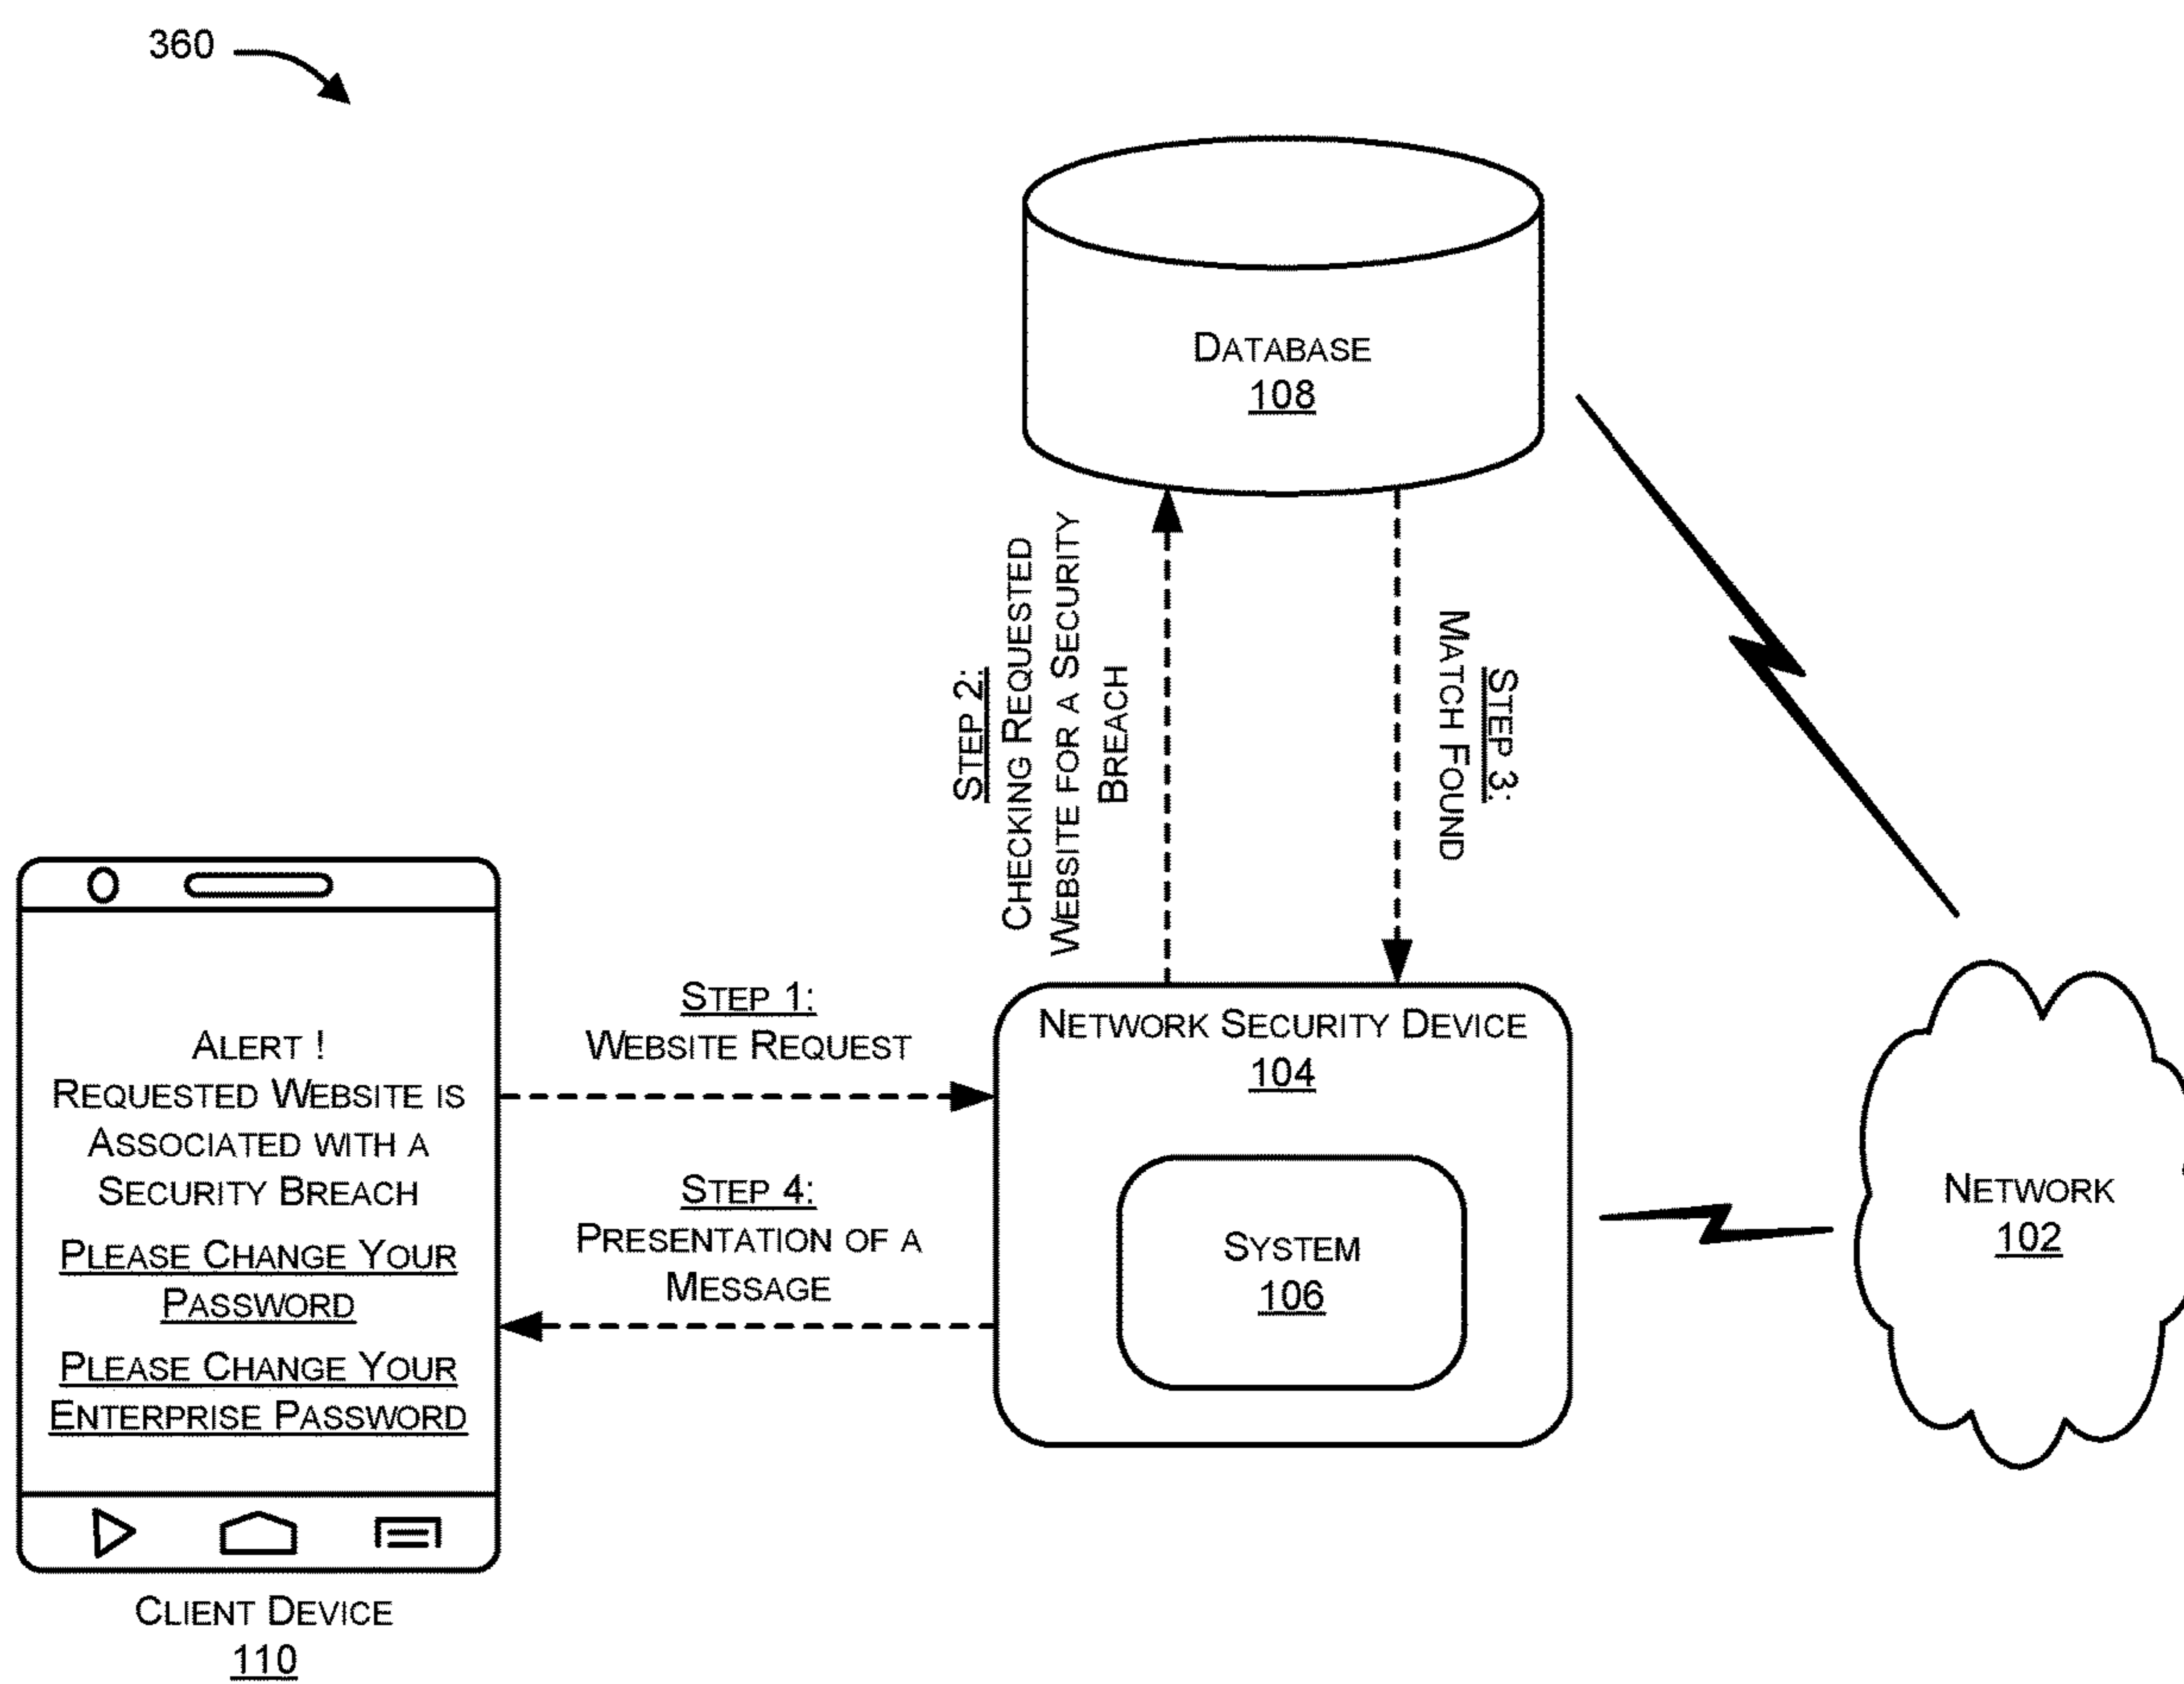 360
DATABASE
108
STEP 2:
CHECKING REQUESTED
WEBSITE FOR A SECURITY
BREACH
STEP 3:
MATCH FOUND
ALERT !
REQUESTED WEBSITE IS
ASSOCIATED WITH A
SECURITY BREACH
PLEASE CHANGE YOUR
PASSWORD
PLEASE CHANGE YOUR
ENTERPRISE PASSWORD
CLIENT DEVICE
110
STEP 1:
WEBSITE REQUEST
STEP 4:
PRESENTATION OF A
MESSAGE
NETWORK SECURITY DEVICE
104
SYSTEM
106
NETWORK
102